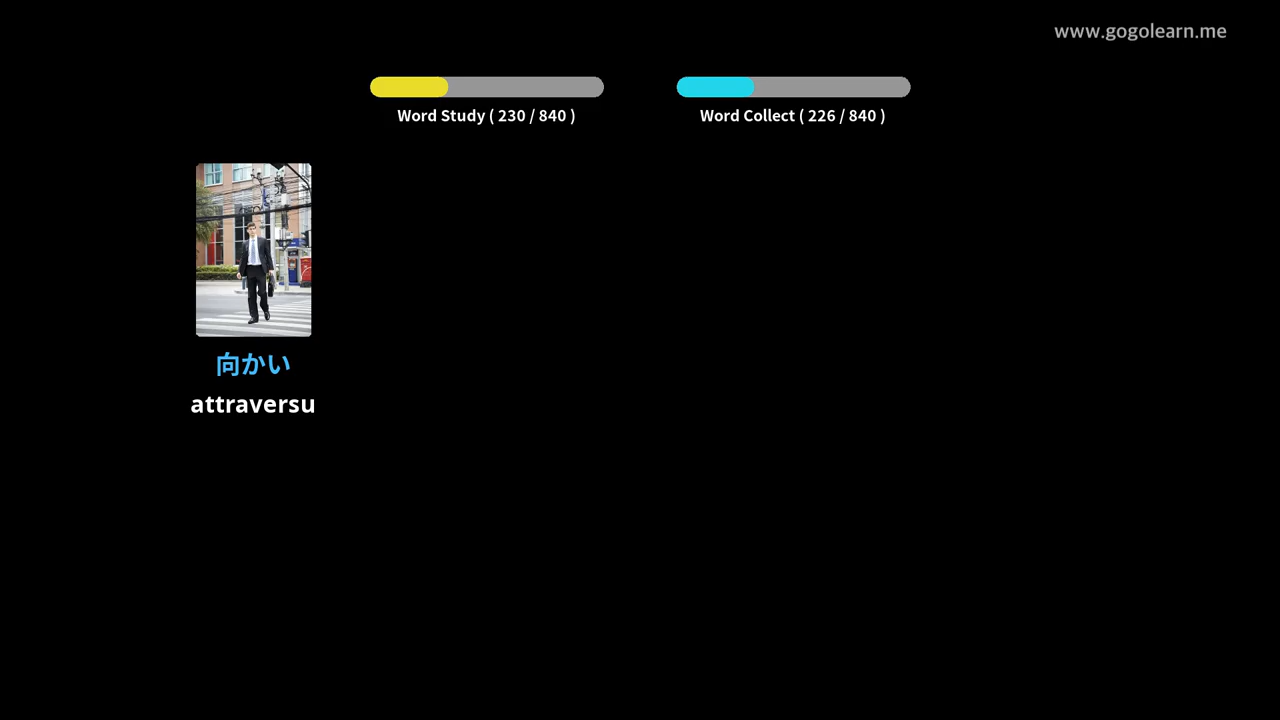 www.gogolearn.me
Word Study ( 230 / 840 )
Word Collect ( 226 / 840 )
向かい
attraversu